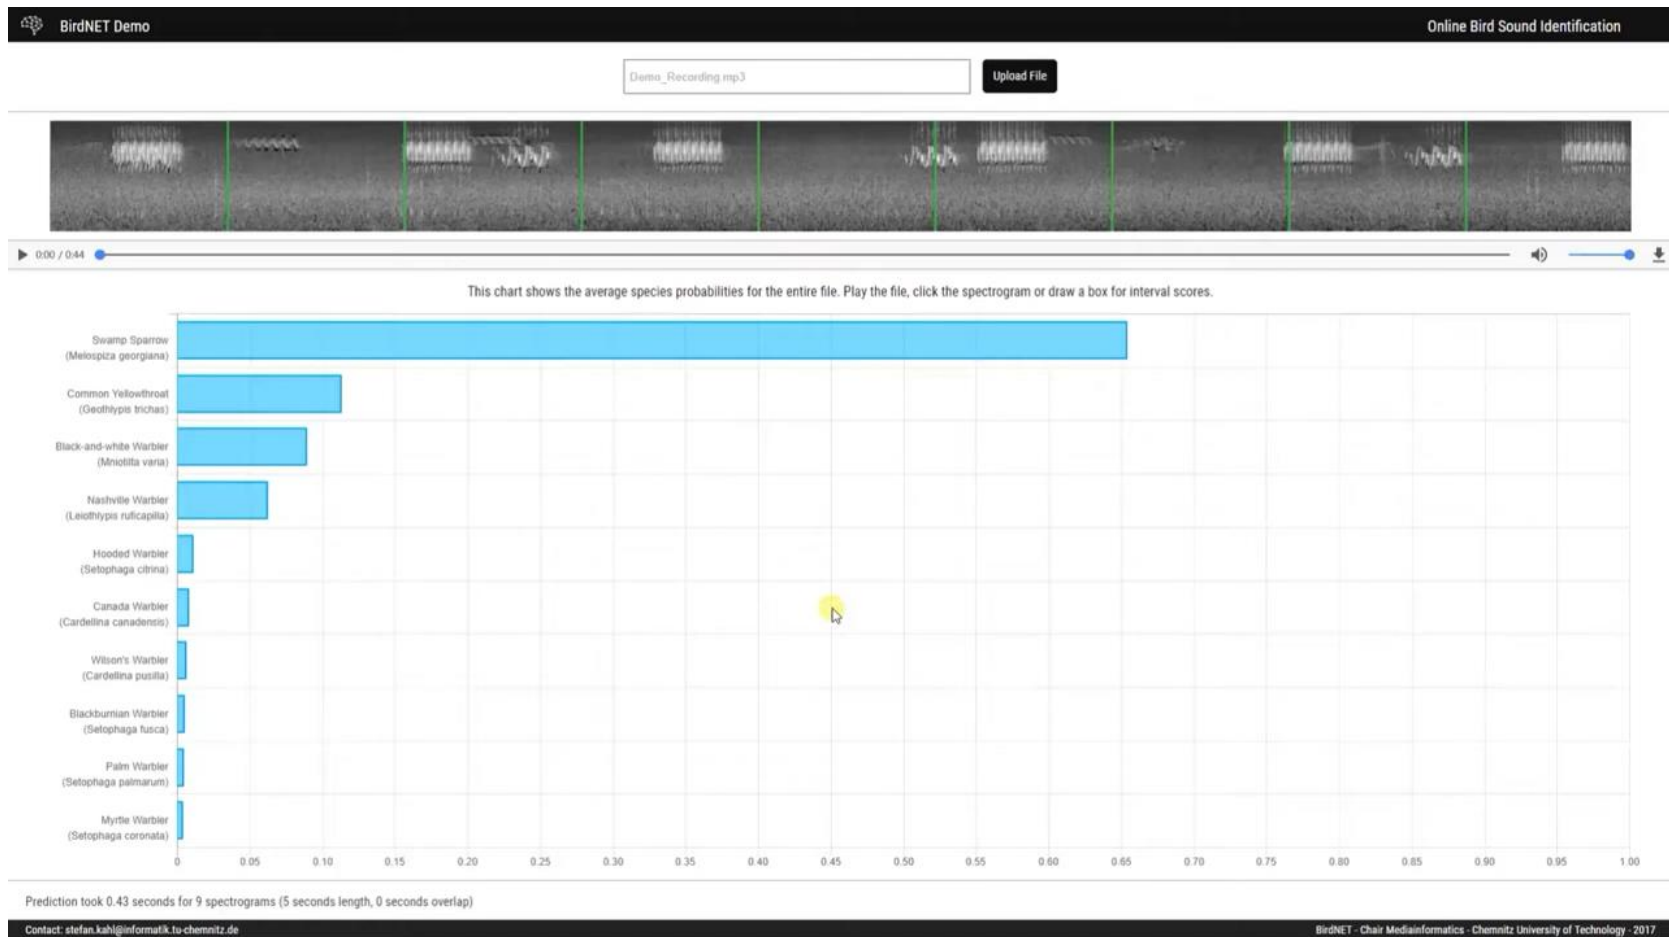 BirdNET Demo
Online Bird Sound Identification
Demo_Recording.mp3
Upload File
0:00 / 0:44
This chart shows the average species probabilities for the entire file. Play the file, click the spectrogram or draw a box for interval scores.
Swamp Sparrow
(Melospiza georgiana)
Common Yellowthroat
(Geothlypis trichas)
Black-and-white Warbler
(Mniotilta varia)
Nashville Warbler
(Leiothlypis ruficapilla)
Hooded Warbler
(Setophaga citrina)
Canada Warbler
(Cardellina canadensis)
Wilson's Warbler
(Cardellina pusilla)
Blackburnian Warbler
(Setophaga fusca)
Palm Warbler
(Setophaga palmarum)
Myrtle Warbler
(Setophaga coronata)
0 0.05 0.10 0.15 0.20 0.25 0.30 0.35 0.40 0.45 0.50 0.55 0.60 0.65 0.70 0.75 0.80 0.85 0.90 0.95 1.00
Prediction took 0.43 seconds for 9 spectrograms (5 seconds length, 0 seconds overlap)
Contact: stefan.kahl@informatik.tu-chemnitz.de
BirdNET - Chair Mediainformatics - Chemnitz University of Technology - 2017